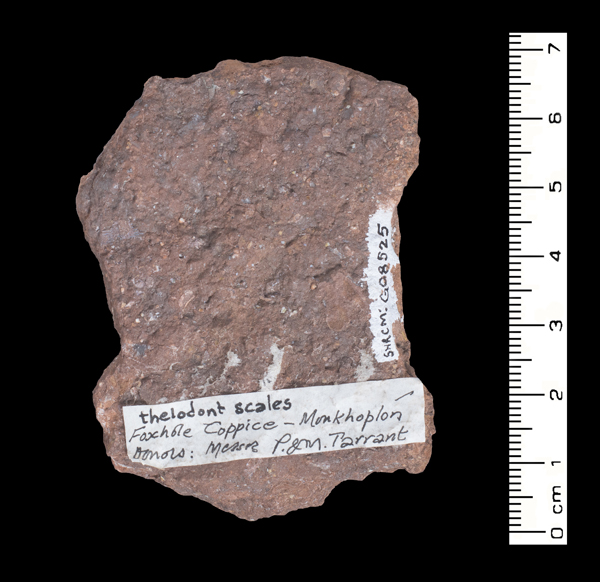 SHRCM: G08525
thelodont scales
Foxhole Coppice - Monkhopton
Donors: Messrs P.&M. Tarrant
7
6
5
4
3
2
1
0 cm